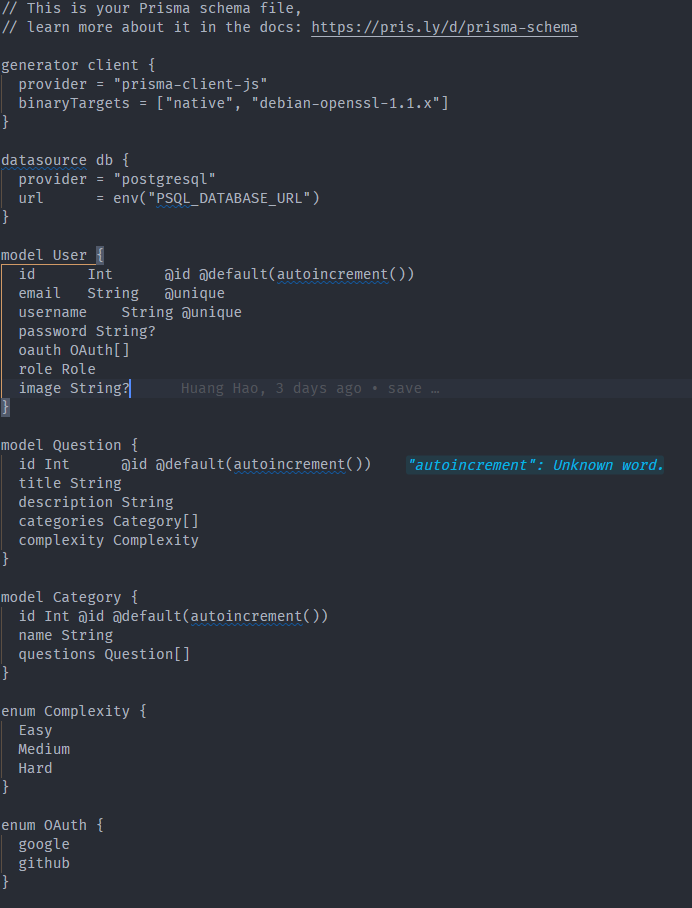 // This is your Prisma schema file,
// learn more about it in the docs: https://pris.ly/d/prisma-schema

generator client {
  provider = "prisma-client-js"
  binaryTargets = ["native", "debian-openssl-1.1.x"]
}

datasource db {
  provider = "postgresql"
  url      = env("PSQL_DATABASE_URL")
}

model User {
  id      Int      @id @default(autoincrement())
  email   String   @unique
  username    String @unique
  password String?
  oauth OAuth[]
  role Role
  image String?      Huang Hao, 3 days ago • save …
}

model Question {
  id Int      @id @default(autoincrement())    "autoincrement": Unknown word.
  title String
  description String
  categories Category[]
  complexity Complexity
}

model Category {
  id Int @id @default(autoincrement())
  name String
  questions Question[]
}

enum Complexity {
  Easy
  Medium
  Hard
}

enum OAuth {
  google
  github
}